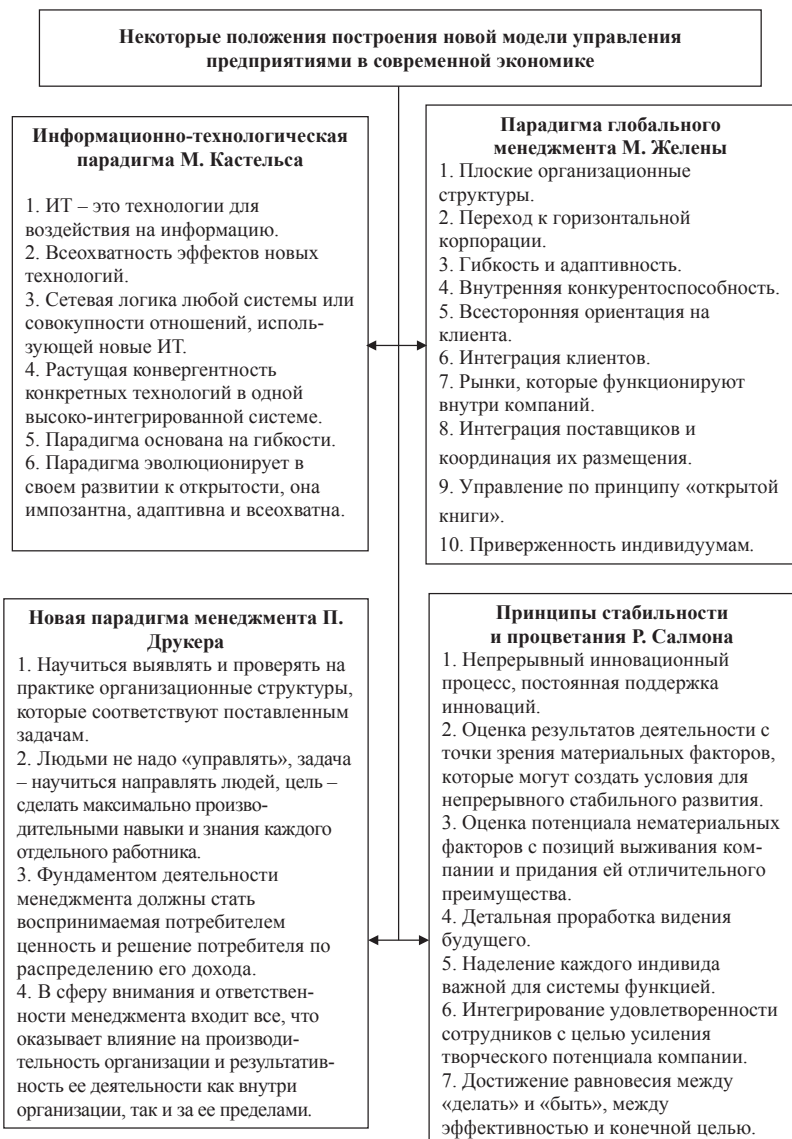 Некоторые положения построения новой модели управления
предприятиями в современной экономике
Информационно-технологическая
парадигма М. Кастельса
1. ИТ – это технологии для
воздействия на информацию.
2. Всеохватность эффектов новых
технологий.
3. Сетевая логика любой системы или
совокупности отношений, исполь-
зующей новые ИТ.
4. Растущая конвергентность
конкретных технологий в одной
высоко-интегрированной системе.
5. Парадигма основана на гибкости.
6. Парадигма эволюционирует в
своем развитии к открытости, она
импозантна, адаптивна и всеохватна.
Парадигма глобального
менеджмента М. Желены
1. Плоские организационные
структуры.
2. Переход к горизонтальной
корпорации.
3. Гибкость и адаптивность.
4. Внутренняя конкурентоспособность.
5. Всесторонняя ориентация на
клиента.
6. Интеграция клиентов.
7. Рынки, которые функционируют
внутри компаний.
8. Интеграция поставщиков и
координация их размещения.
9. Управление по принципу «открытой
книги».
10. Приверженность индивидуумам.
Новая парадигма менеджмента П.
Друкера
1. Научиться выявлять и проверять на
практике организационные структуры,
которые соответствуют поставленным
задачам.
2. Людьми не надо «управлять», задача
– научиться направлять людей, цель –
сделать максимально произво-
дительными навыки и знания каждого
отдельного работника.
3. Фундаментом деятельности
менеджмента должны стать
воспринимаемая потребителем
ценность и решение потребителя по
распределению его дохода.
4. В сферу внимания и ответствен-
ности менеджмента входит все, что
оказывает влияние на производи-
тельность организации и результатив-
ность ее деятельности как внутри
организации, так и за ее пределами.
Принципы стабильности
и процветания Р. Салмона
1. Непрерывный инновационный
процесс, постоянная поддержка
инноваций.
2. Оценка результатов деятельности с
точки зрения материальных факторов,
которые могут создать условия для
непрерывного стабильного развития.
3. Оценка потенциала нематериальных
факторов с позиций выживания ком-
пании и придания ей отличительного
преимущества.
4. Детальная проработка видения
будущего.
5. Наделение каждого индивида
важной для системы функцией.
6. Интегрирование удовлетворенности
сотрудников с целью усиления
творческого потенциала компании.
7. Достижение равновесия между
«делать» и «быть», между
эффективностью и конечной целью.